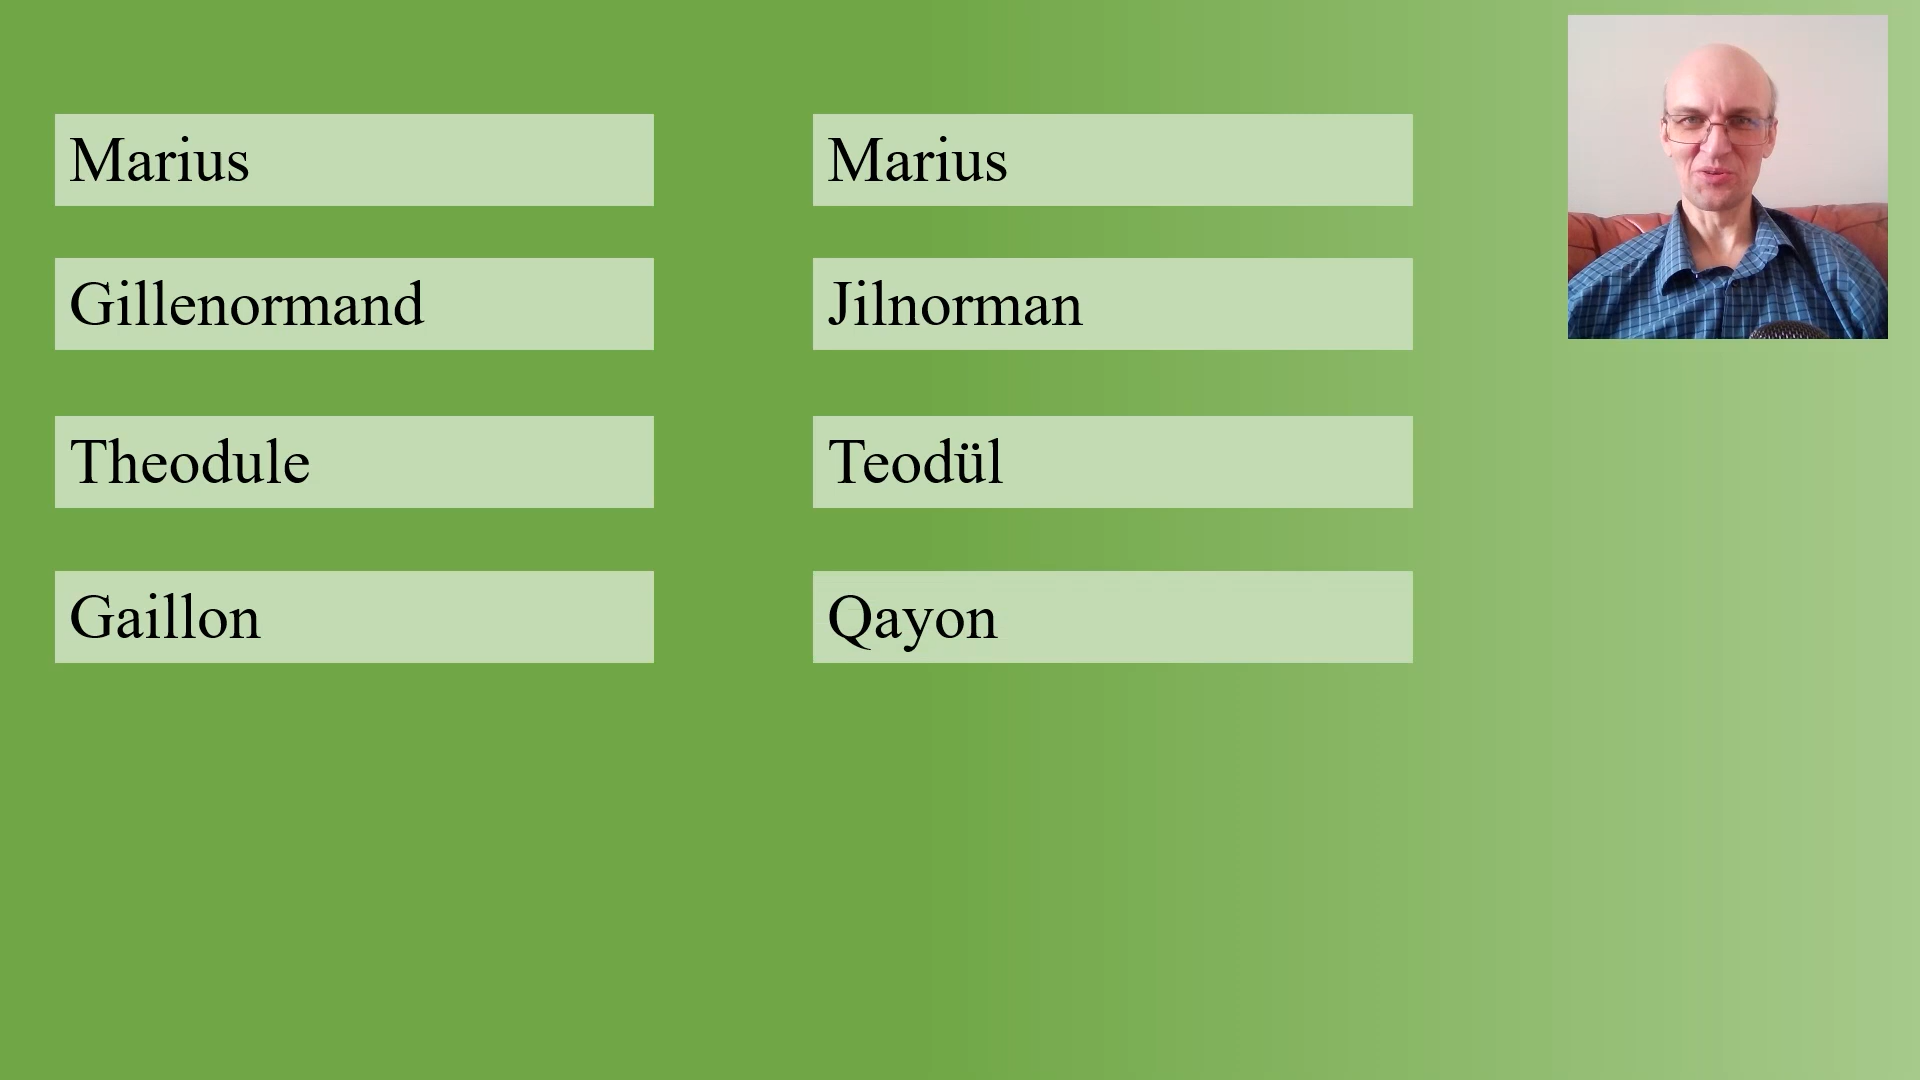 Marius
Marius
Gillenormand
Jilnorman
Theodule
Teodül
Gaillon
Qayon